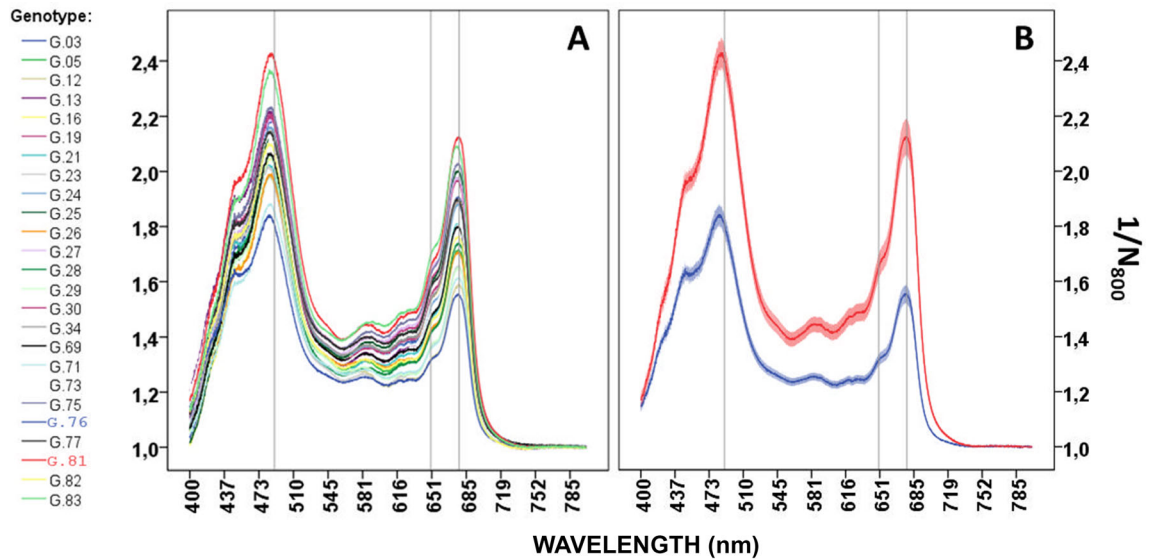 Genotype:
G.03
G.05
G.12
G.13
G.16
G.19
G.21
G.23
G.24
G.25
G.26
G.27
G.28
G.29
G.30
G.34
G.69
G.71
G.73
G.75
G.76
G.77
G.81
G.82
G.83
A
2,4
2,2
2,0
1,8
1,6
1,4
1,2
1,0
400
437
473
510
545
581
616
651
685
719
752
785
B
2,4
2,2
2,0
1,8
1,6
1,4
1,2
1,0
1/N800
400
437
473
510
545
581
616
651
685
719
752
785
WAVELENGTH (nm)